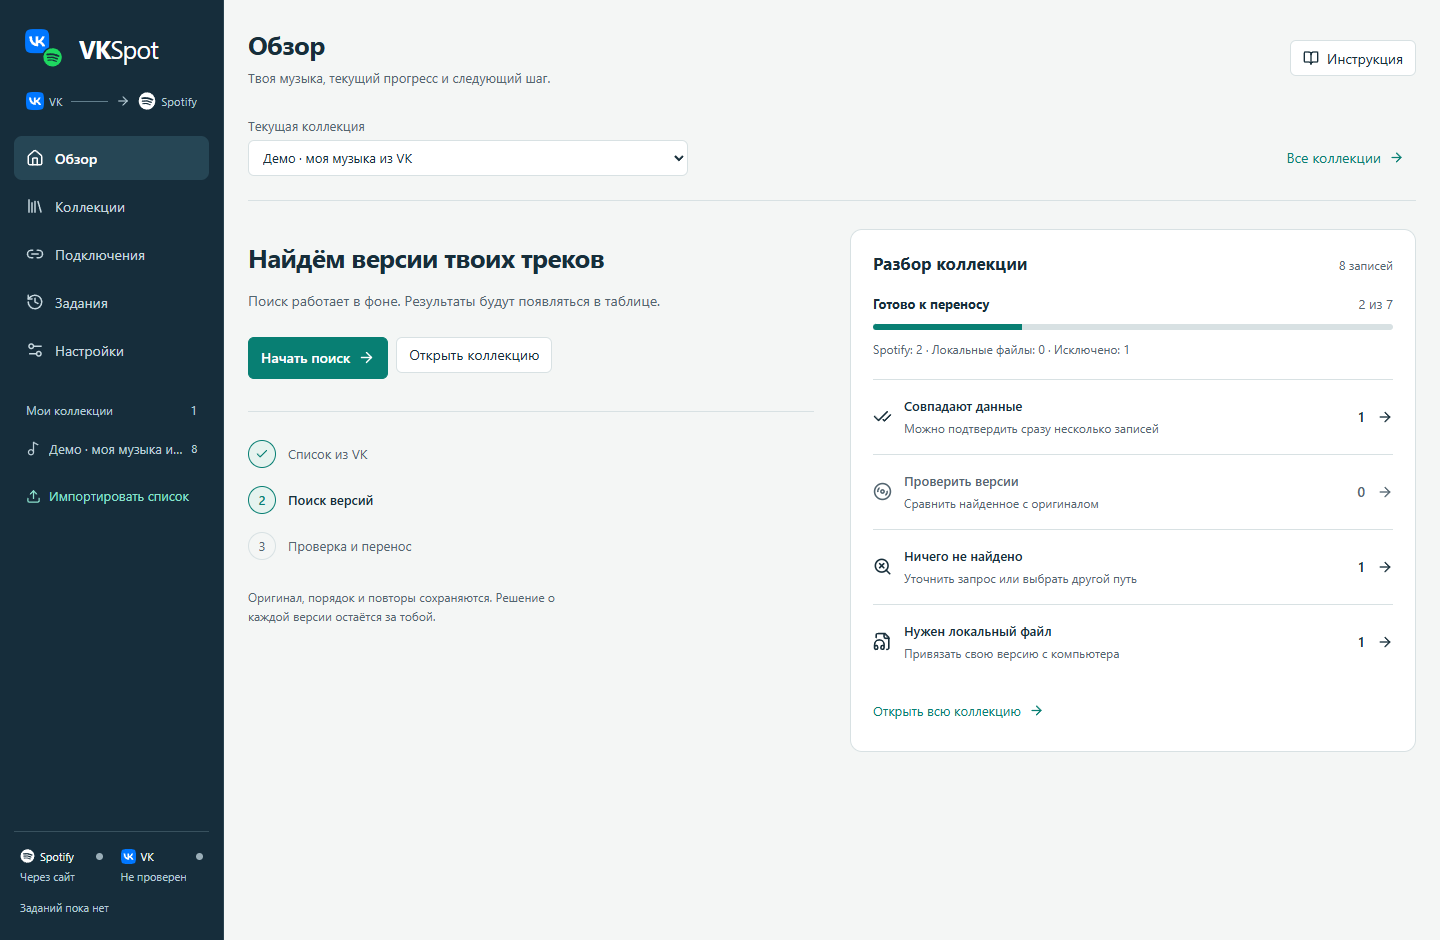 VKSpot
VK
Spotify
Обзор
Коллекции
Подключения
Задания
Настройки
Мои коллекции 1
Демо · моя музыка и... 8
Импортировать список
Spotify
Через сайт
VK
Не проверен
Заданий пока нет
Обзор
Твоя музыка, текущий прогресс и следующий шаг.
Инструкция
Текущая коллекция
Демо · моя музыка из VK
Все коллекции
Найдём версии твоих треков
Поиск работает в фоне. Результаты будут появляться в таблице.
Начать поиск
Открыть коллекцию
Список из VK
2 Поиск версий
3 Проверка и перенос
Оригинал, порядок и повторы сохраняются. Решение о
каждой версии остаётся за тобой.
Разбор коллекции 8 записей
Готово к переносу 2 из 7
Spotify: 2 · Локальные файлы: 0 · Исключено: 1
Совпадают данные 1
Можно подтвердить сразу несколько записей
Проверить версии 0
Сравнить найденное с оригиналом
Ничего не найдено 1
Уточнить запрос или выбрать другой путь
Нужен локальный файл 1
Привязать свою версию с компьютера
Открыть всю коллекцию